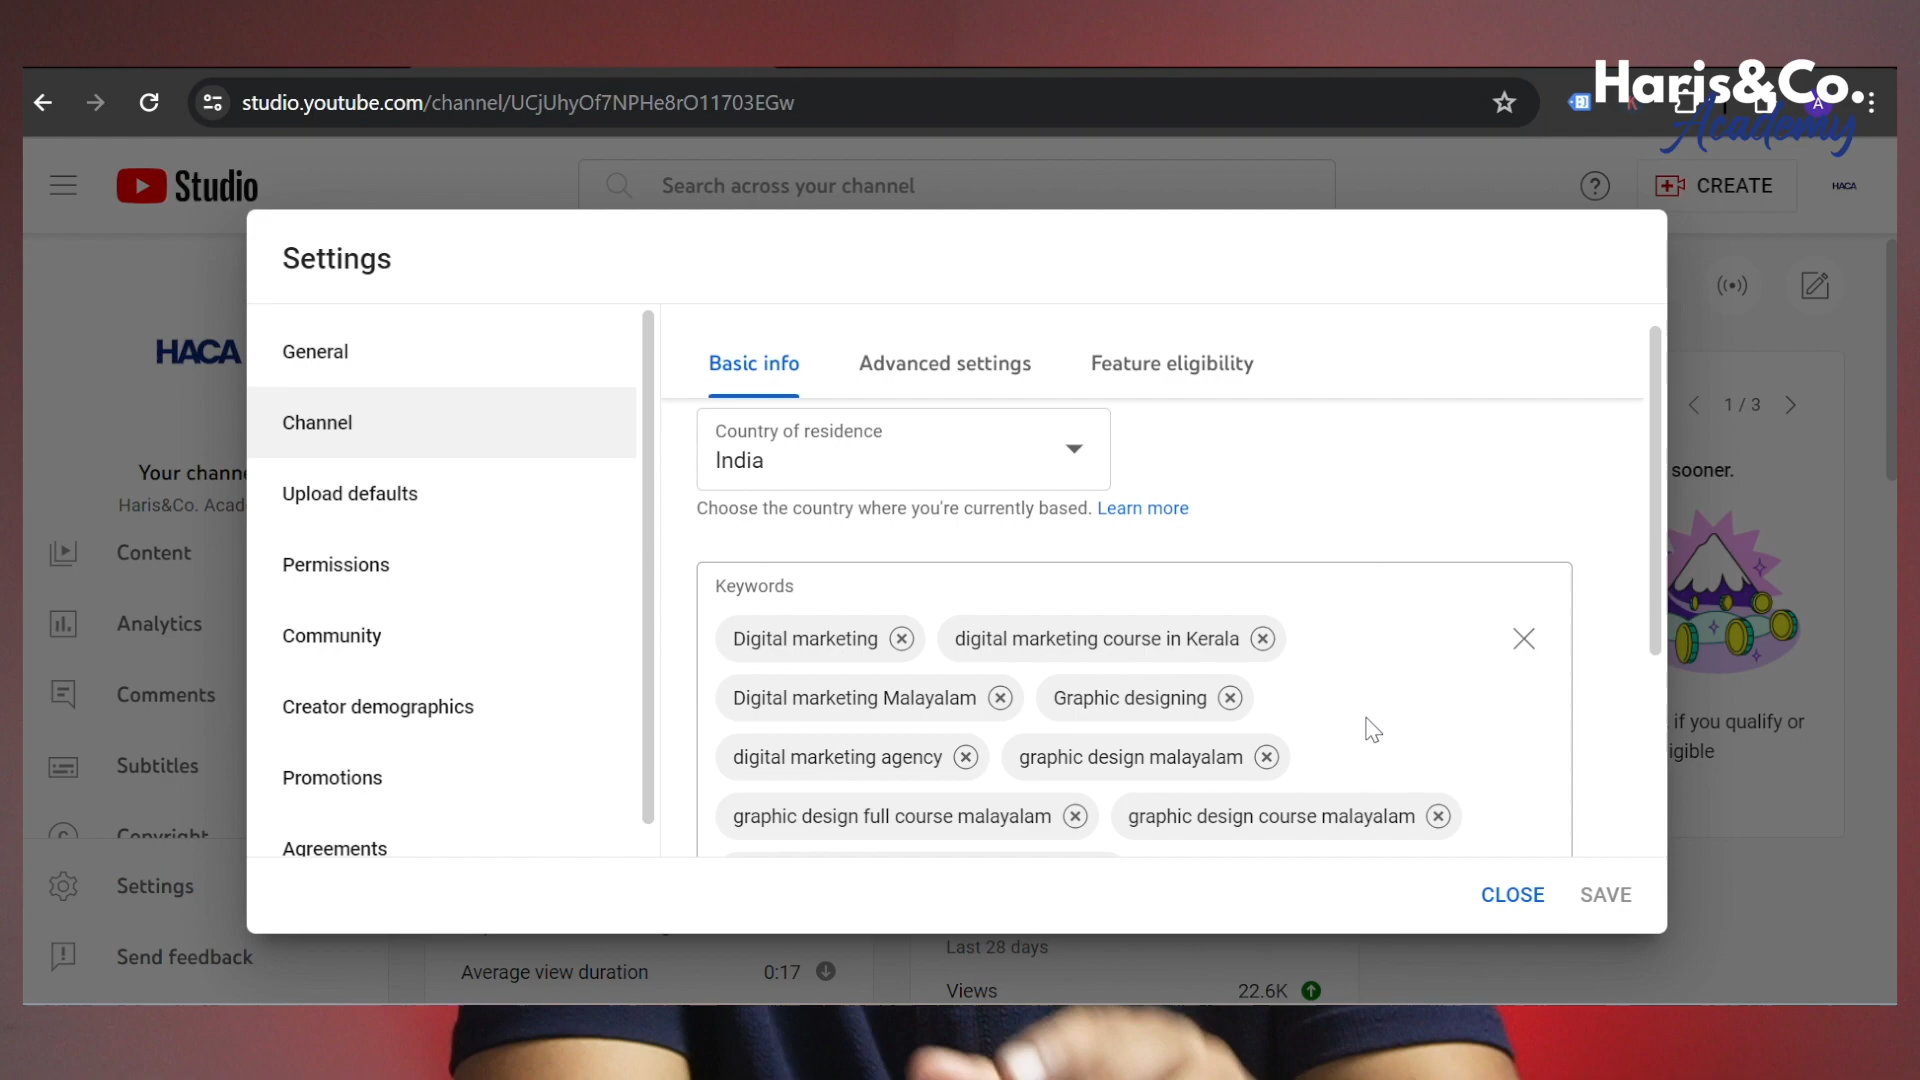 Haris&Co.
Academy
studio.youtube.com/channel/UCjUhyOf7NPHe8rO11703EGw
Studio
Search across your channel
CREATE
HACA
Settings
HACA
General
Channel
Upload defaults
Permissions
Community
Creator demographics
Promotions
Agreements
Basic info
Advanced settings
Feature eligibility
Country of residence
India
Choose the country where you're currently based. Learn more
Keywords
Digital marketing
digital marketing course in Kerala
Digital marketing Malayalam
Graphic designing
digital marketing agency
graphic design malayalam
graphic design full course malayalam
graphic design course malayalam
CLOSE
SAVE
Your channe
Haris&Co. Acad
Content
Analytics
Comments
Subtitles
Copyright
Settings
Send feedback
1 / 3
sooner.
if you qualify or
igible
Average view duration
0:17
Last 28 days
Views
22.6K